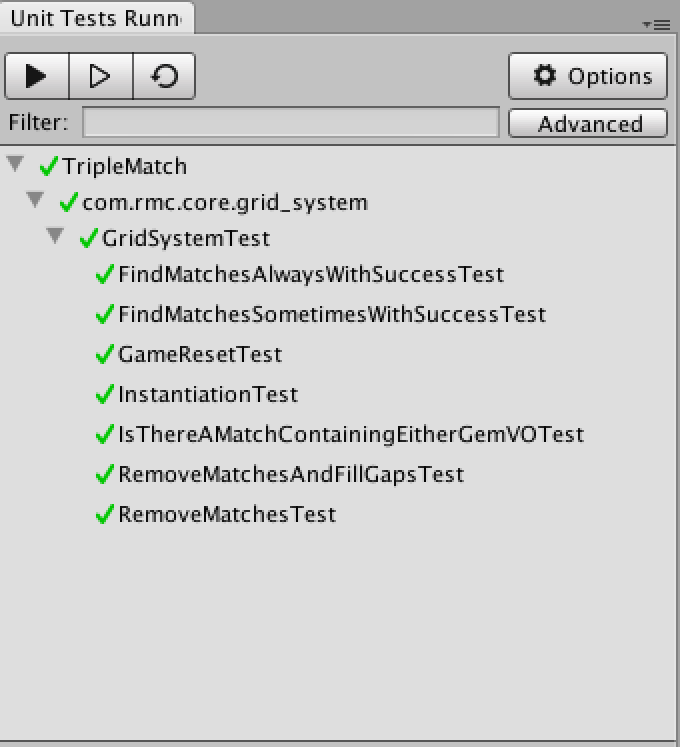 Unit Tests Runn
Options
Filter:
Advanced
TripleMatch
com.rmc.core.grid_system
GridSystemTest
FindMatchesAlwaysWithSuccessTest
FindMatchesSometimesWithSuccessTest
GameResetTest
InstantiationTest
IsThereAMatchContainingEitherGemVOTest
RemoveMatchesAndFillGapsTest
RemoveMatchesTest